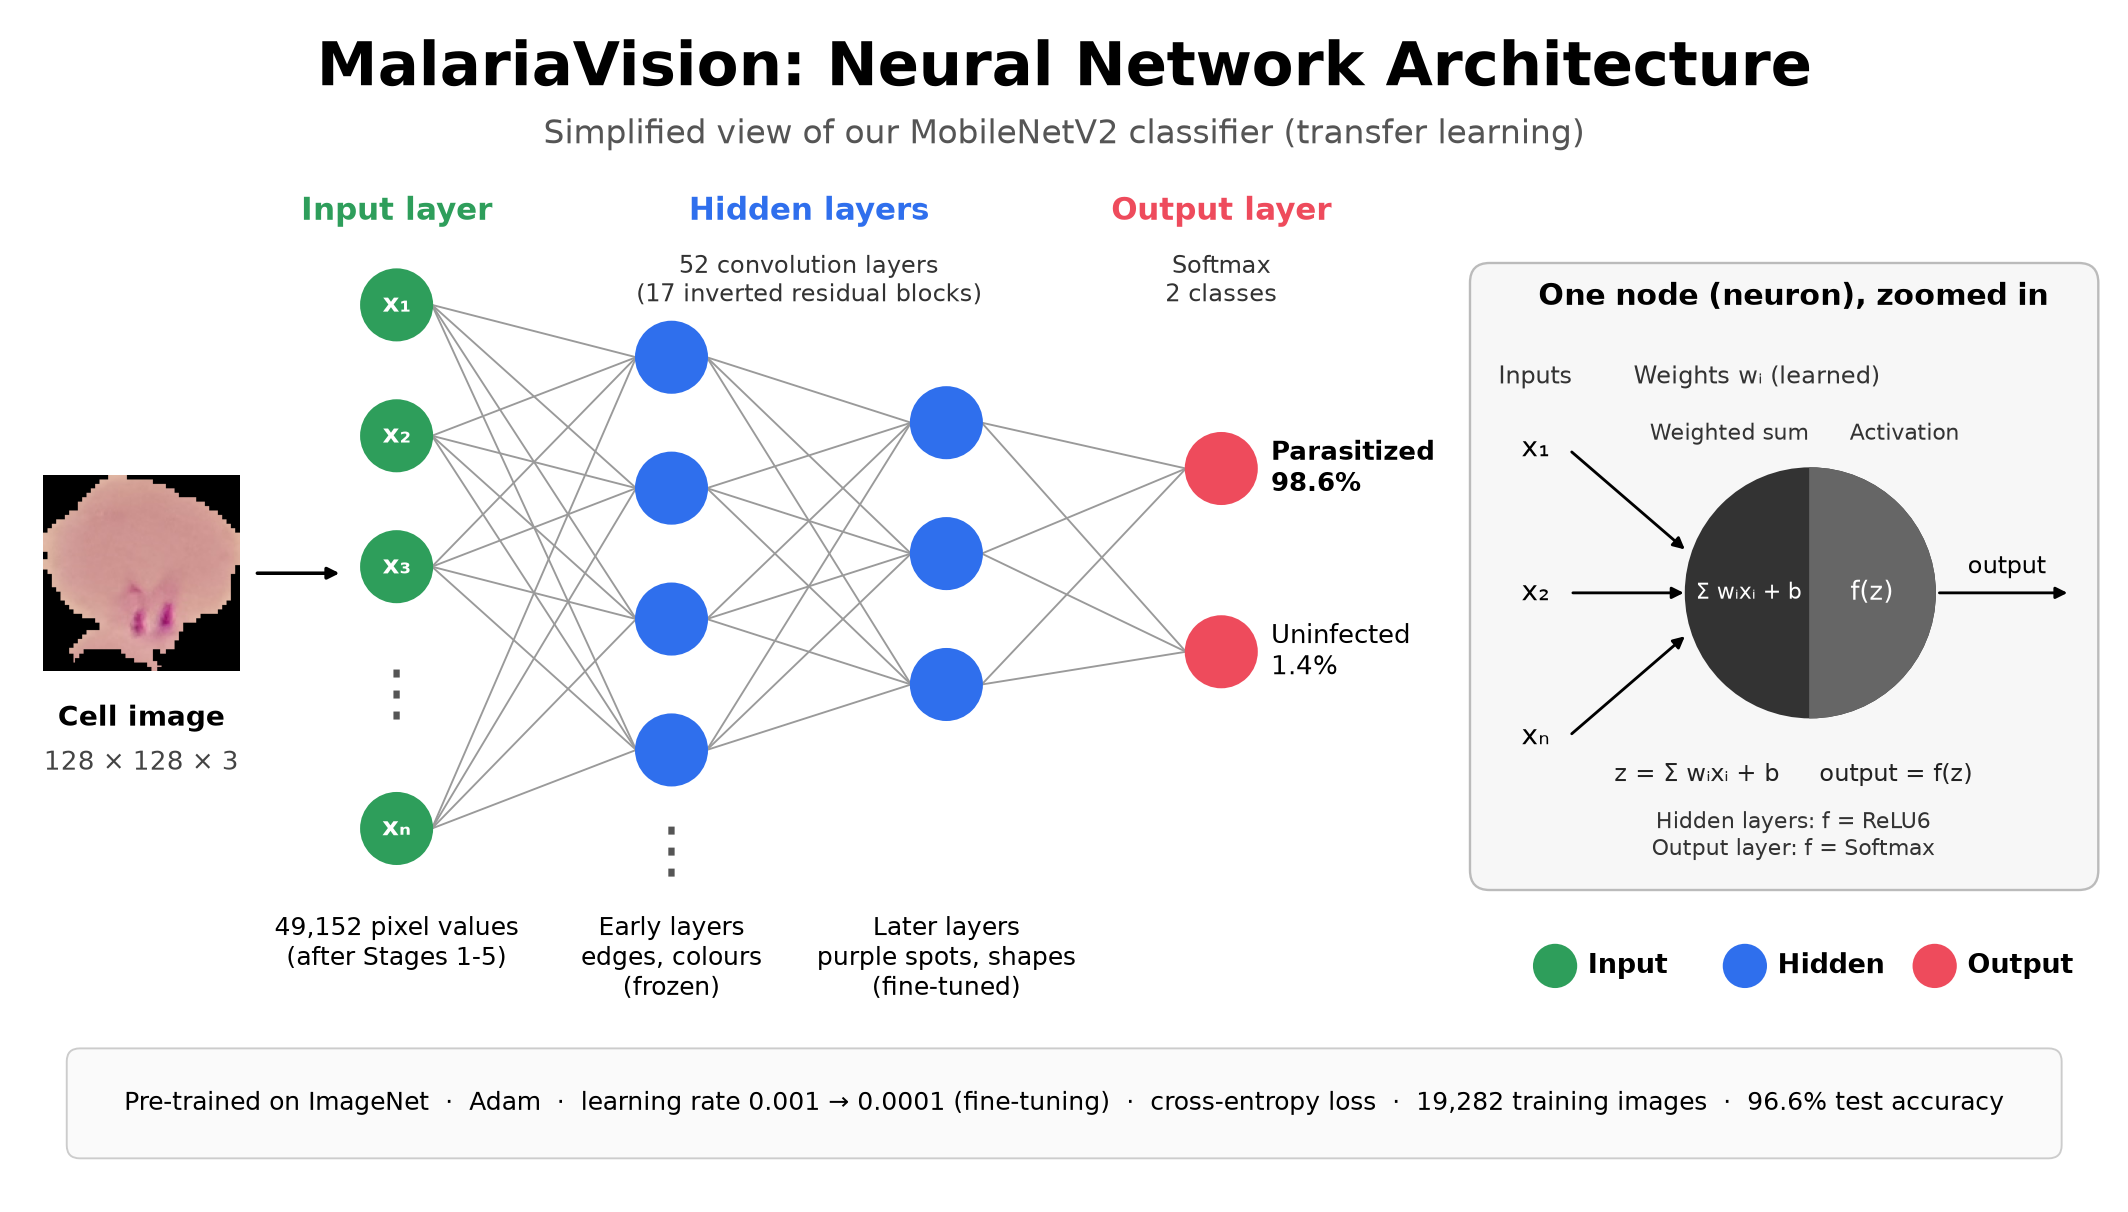 MalariaVision: Neural Network Architecture
Simplified view of our MobileNetV2 classifier (transfer learning)
Input layer
Hidden layers
Output layer
52 convolution layers
(17 inverted residual blocks)
Softmax
2 classes
x₁
x₂
x₃
⋮
xₙ
⋮
Cell image
128 × 128 × 3
Parasitized
98.6%
Uninfected
1.4%
49,152 pixel values
(after Stages 1-5)
Early layers
edges, colours
(frozen)
Later layers
purple spots, shapes
(fine-tuned)
One node (neuron), zoomed in
Inputs
Weights wᵢ (learned)
Weighted sum
Activation
x₁
x₂
xₙ
Σ wᵢxᵢ + b
f(z)
output
z = Σ wᵢxᵢ + b
output = f(z)
Hidden layers: f = ReLU6
Output layer: f = Softmax
Input
Hidden
Output
Pre-trained on ImageNet · Adam · learning rate 0.001 → 0.0001 (fine-tuning) · cross-entropy loss · 19,282 training images · 96.6% test accuracy